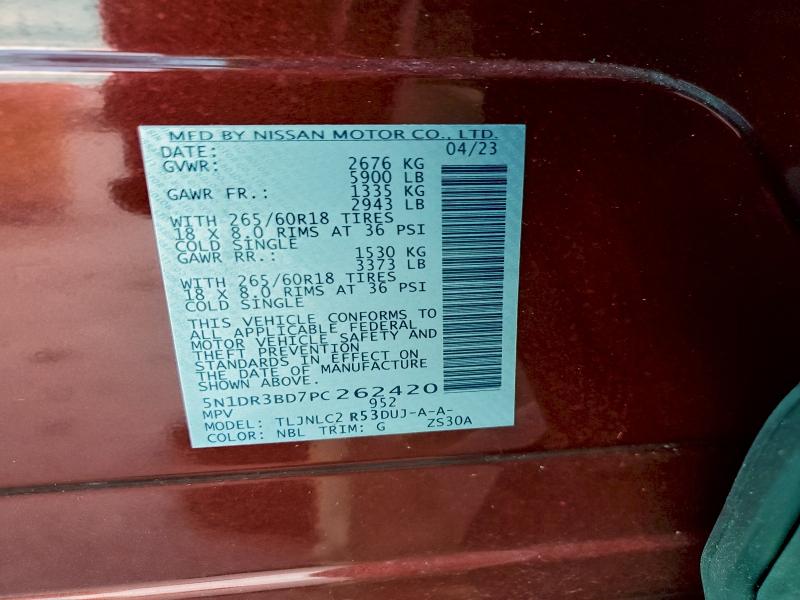 MFD BY NISSAN MOTOR CO., LTD.
DATE: 04/23
GVWR: 2676 KG
5900 LB
GAWR FR.: 1335 KG
2943 LB
WITH 265/60R18 TIRES
18 X 8.0 RIMS AT 36 PSI
COLD SINGLE
GAWR RR.: 1530 KG
3373 LB
WITH 265/60R18 TIRES
18 X 8.0 RIMS AT 36 PSI
COLD SINGLE
THIS VEHICLE CONFORMS TO
ALL APPLICABLE FEDERAL
MOTOR VEHICLE SAFETY AND
THEFT PREVENTION
STANDARDS IN EFFECT ON
THE DATE OF MANUFACTURE
SHOWN ABOVE.
5N1DR3BD7PC262420
MPV 952
MODEL: TLJNLC2 R53DUJ-A-A-
COLOR: NBL TRIM: G ZS30A